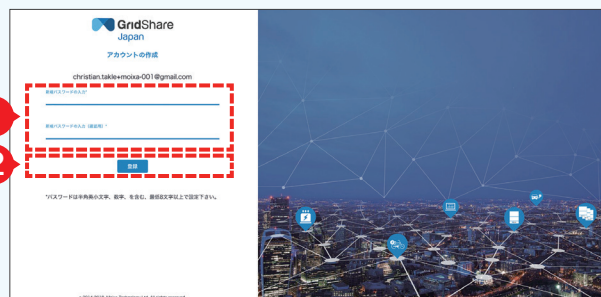 GridShare
Japan
アカウントの作成
christian.takle+moixa-001@gmail.com
新規パスワードの入力*
新規パスワードの入力（確認用）*
登録
*パスワードは半角英小文字、数字、を含む、最低8文字以上で設定下さい。